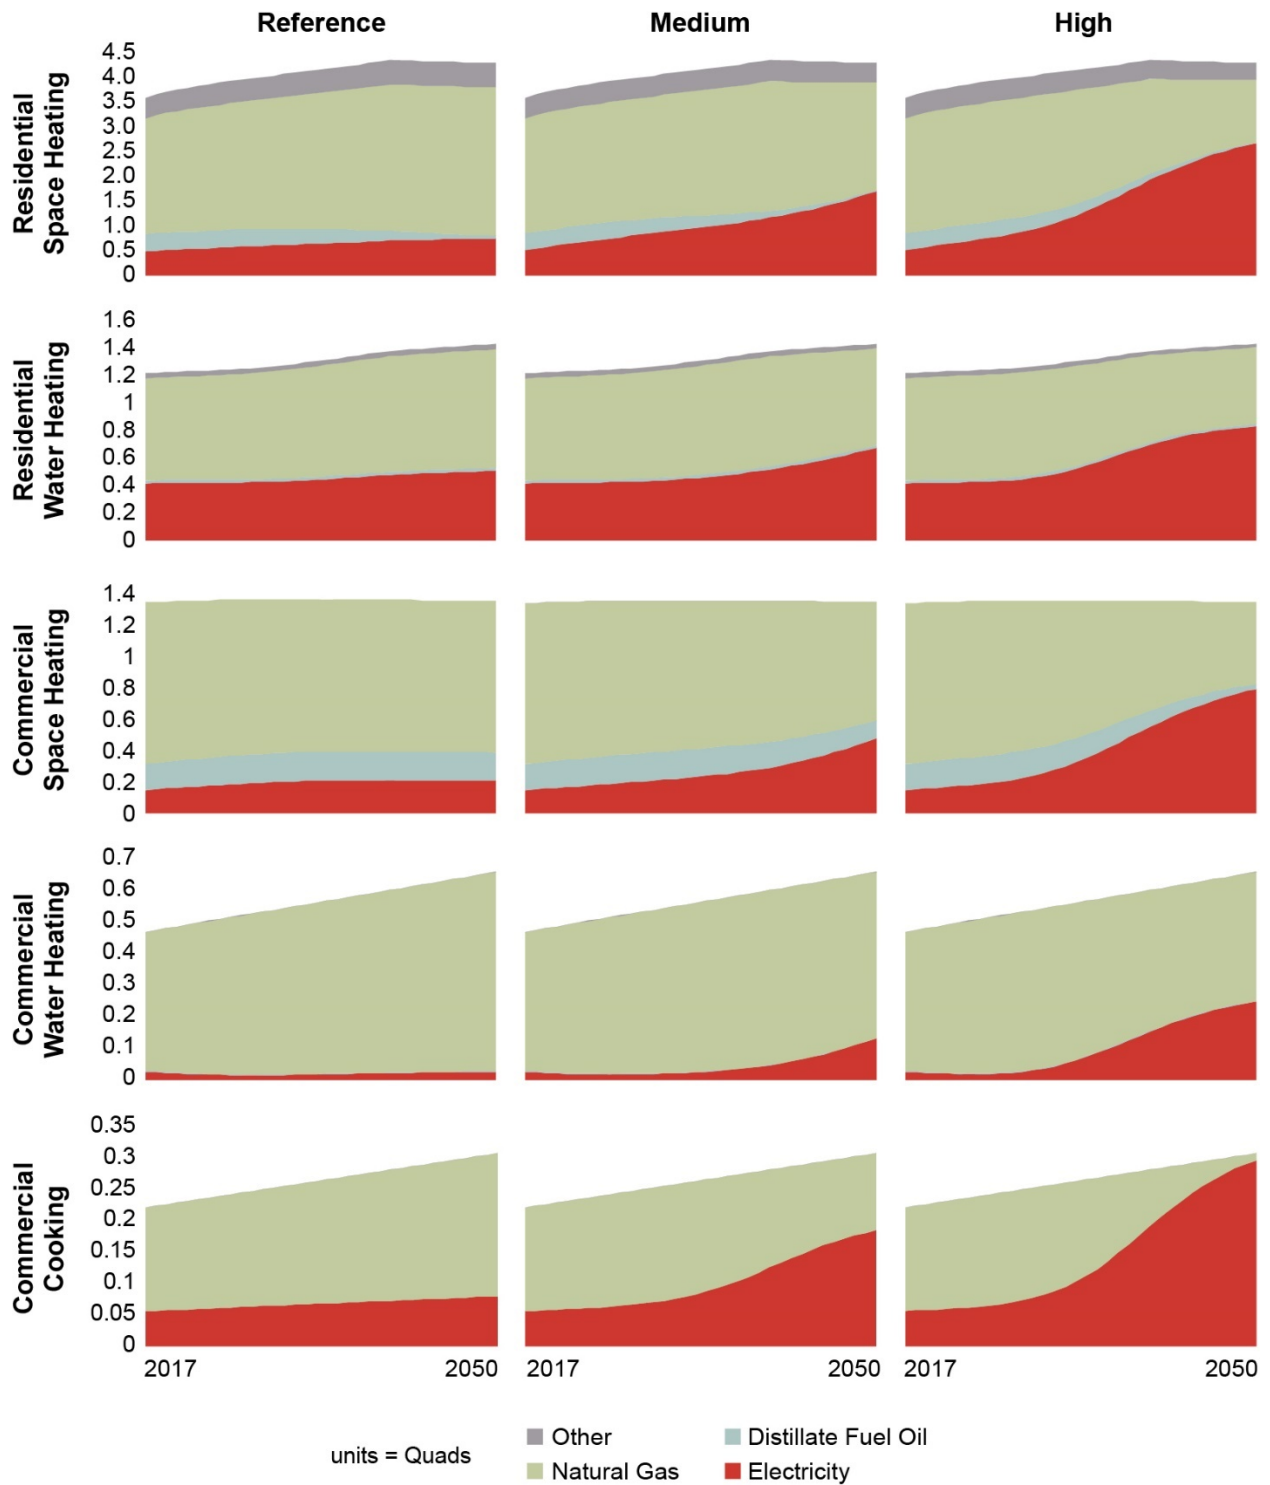 Reference Medium High
Residential
Space Heating
4.5
4.0
3.5
3.0
2.5
2.0
1.5
1.0
0.5
0
Residential
Water Heating
1.6
1.4
1.2
1
0.8
0.6
0.4
0.2
0
Commercial
Space Heating
1.4
1.2
1
0.8
0.6
0.4
0.2
0
Commercial
Water Heating
0.7
0.6
0.5
0.4
0.3
0.2
0.1
0
Commercial
Cooking
0.35
0.3
0.25
0.2
0.15
0.1
0.05
0
2017 2050 2017 2050 2017 2050
units = Quads
Other Distillate Fuel Oil
Natural Gas Electricity